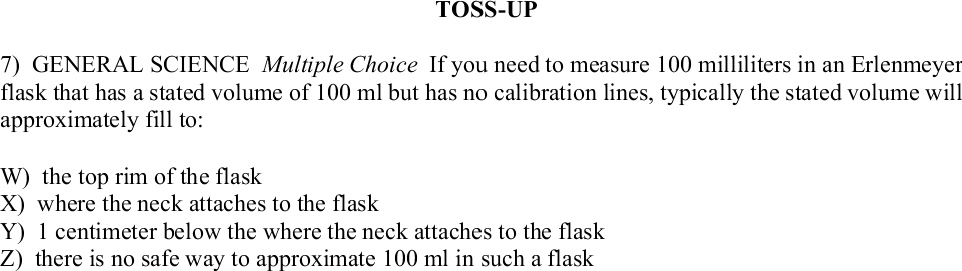 TOSS-UP
7) GENERAL SCIENCE Multiple Choice If you need to measure 100 milliliters in an Erlenmeyer
flask that has a stated volume of 100 ml but has no calibration lines, typically the stated volume will
approximately fill to:
W) the top rim of the flask
X) where the neck attaches to the flask
Y) 1 centimeter below the where the neck attaches to the flask
Z) there is no safe way to approximate 100 ml in such a flask